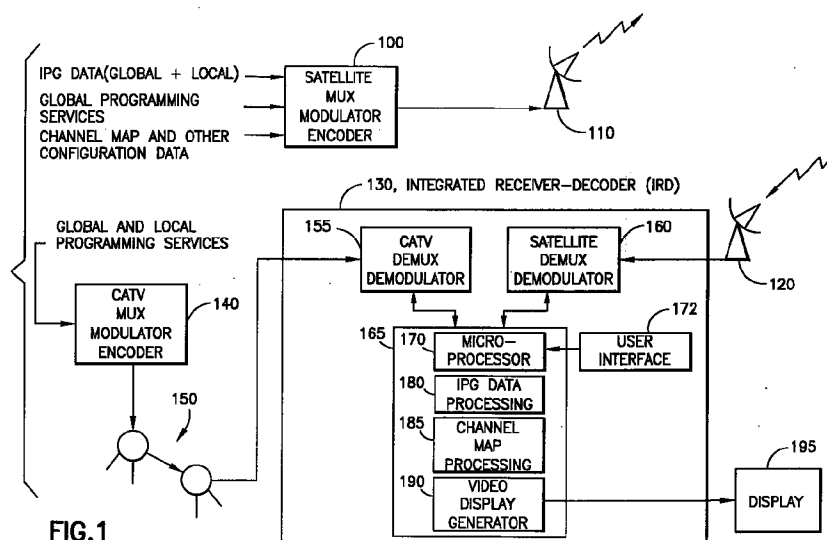 100
IPG DATA(GLOBAL + LOCAL)
GLOBAL PROGRAMMING
SERVICES
CHANNEL MAP AND OTHER
CONFIGURATION DATA
SATELLITE
MUX
MODULATOR
ENCODER
110
130, INTEGRATED RECEIVER-DECODER (IRD)
GLOBAL AND LOCAL
PROGRAMMING SERVICES
155
CATV
DEMUX
DEMODULATOR
SATELLITE
DEMUX
DEMODULATOR
160
120
CATV
MUX
MODULATOR
ENCODER
140
165
170
MICRO-
PROCESSOR
172
USER
INTERFACE
180
IPG DATA
PROCESSING
150
185
CHANNEL
MAP
PROCESSING
190
VIDEO
DISPLAY
GENERATOR
195
DISPLAY
FIG.1